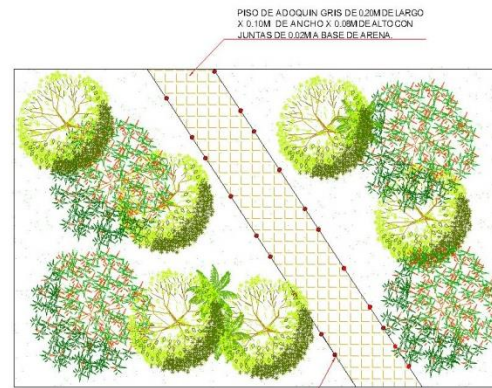 PISO DE ADOQUIN GRIS DE 0.20M DE LARGO
X 0.10M DE ANCHO X 0.08M DE ALTO CON
JUNTAS DE 0.02M A BASE DE ARENA.